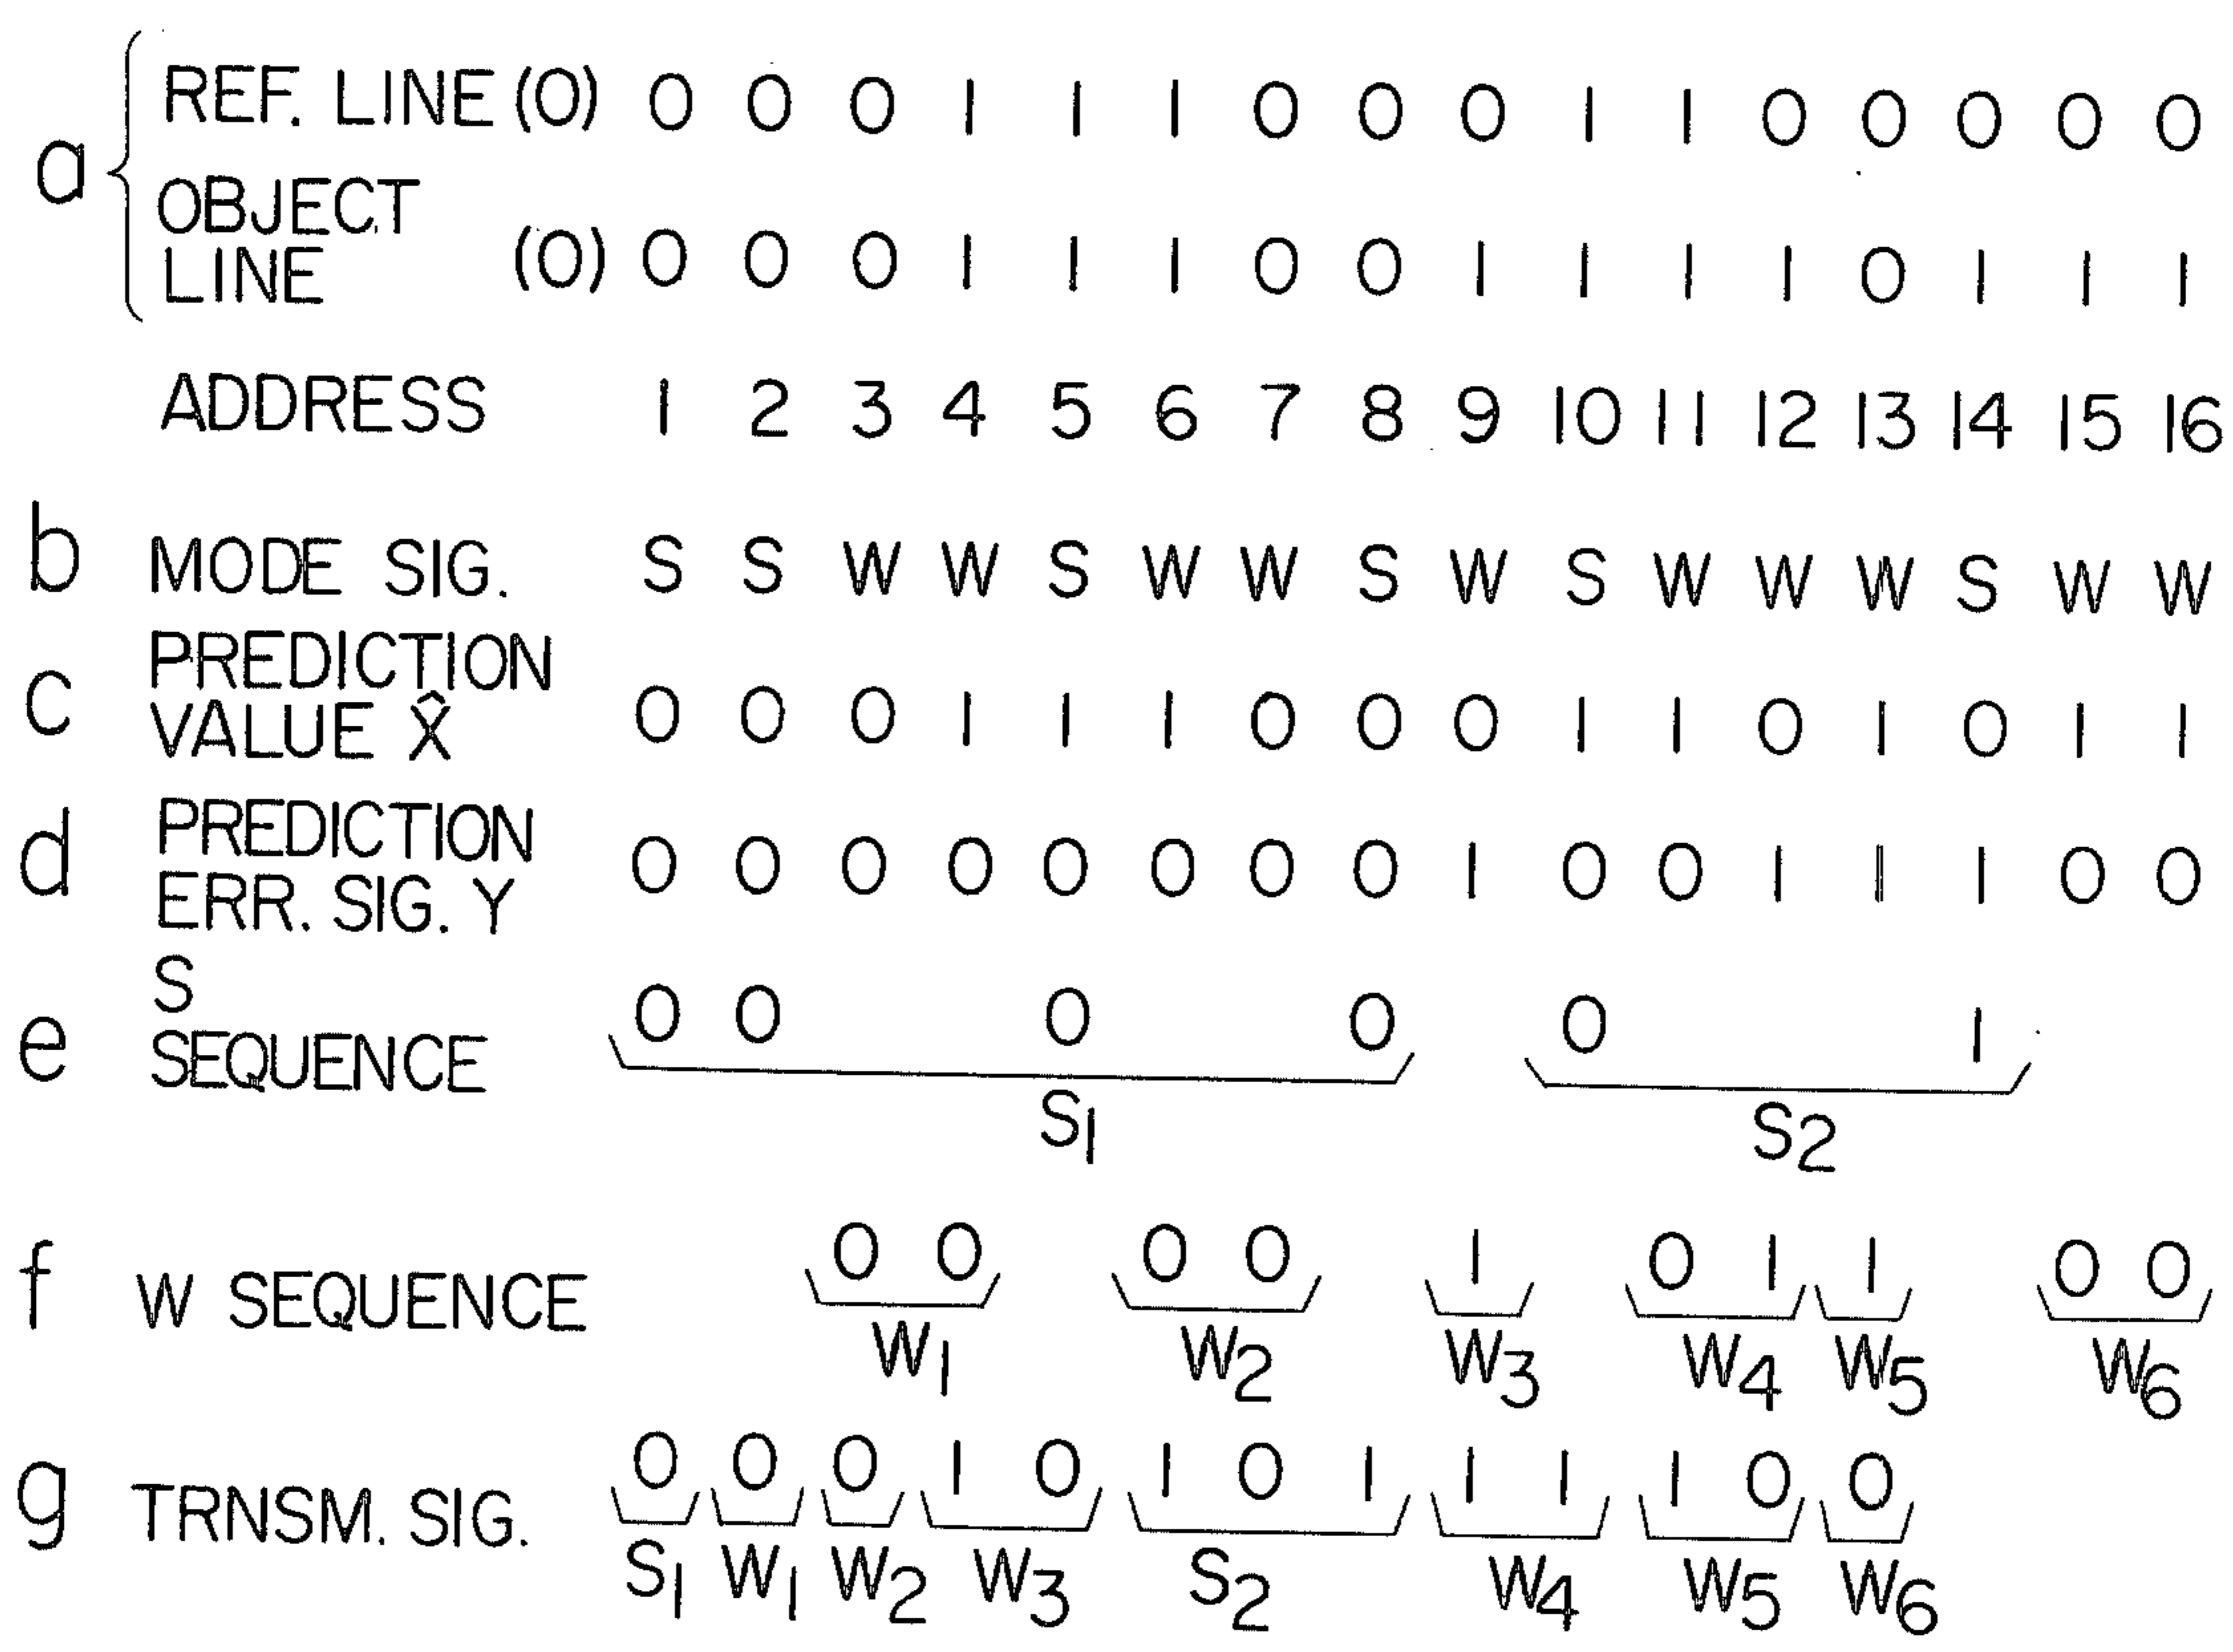 a REF. LINE (0) 0 0 0 1 1 1 0 0 0 1 1 0 0 0 0 0
OBJECT
LINE (0) 0 0 0 1 1 1 0 0 1 1 1 1 0 1 1 1
ADDRESS 1 2 3 4 5 6 7 8 9 10 11 12 13 14 15 16
b MODE SIG. S S W W S W W S W S W W W S W W
c PREDICTION
VALUE X̂ 0 0 0 1 1 1 0 0 0 1 1 0 1 0 1 1
d PREDICTION
ERR. SIG. Y 0 0 0 0 0 0 0 0 1 0 0 1 1 1 0 0
e S
SEQUENCE 0 0 0 0 0 1
S1 S2
f W SEQUENCE 0 0 0 0 1 0 1 1 0 0
W1 W2 W3 W4 W5 W6
g TRNSM. SIG. 0 0 0 1 0 1 0 1 1 1 1 0 0
S1 W1 W2 W3 S2 W4 W5 W6